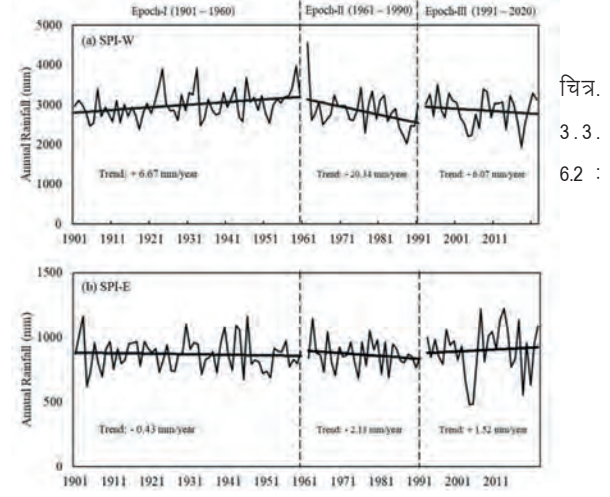 Epoch-I (1901 – 1960) Epoch-II (1961 – 1990) Epoch-III (1991 – 2020)
5000
(a) SPI-W
4000
3000
2000
Trend: + 6.67 mm/year Trend: - 20.34 mm/year Trend: - 6.07 mm/year
1000
0
Annual Rainfall (mm)
1901 1911 1921 1931 1941 1951 1961 1971 1981 1991 2001 2011
1500
(b) SPI-E
1000
500
Trend: - 0.43 mm/year Trend: - 2.13 mm/year Trend: + 1.52 mm/year
0
Annual Rainfall (mm)
1901 1911 1921 1931 1941 1951 1961 1971 1981 1991 2001 2011
चित्र.
3.3.
6.2 :